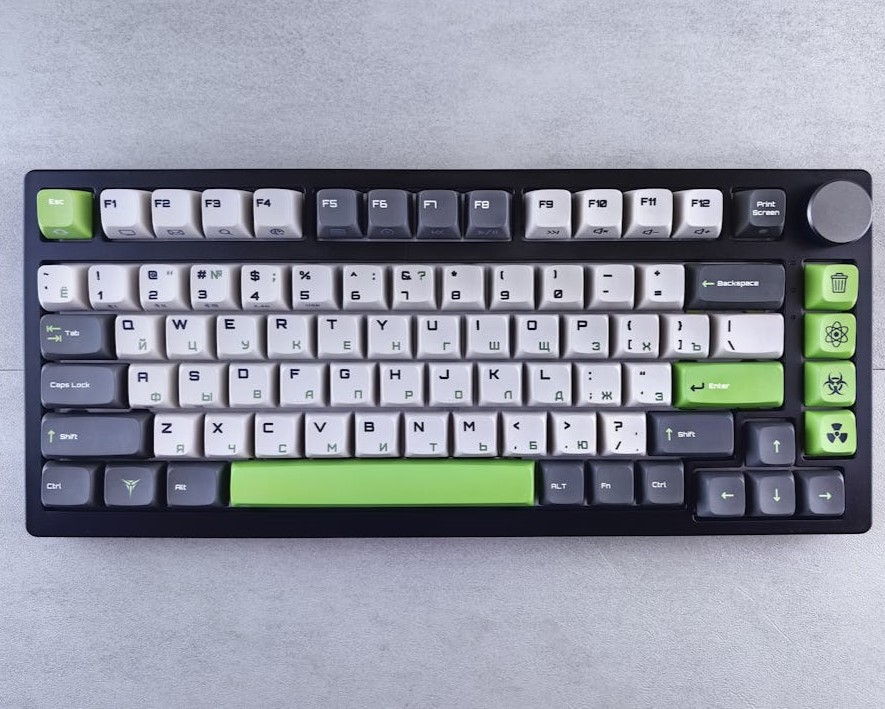 Esc F1 F2 F3 F4 F5 F6 F7 F8 F9 F10 F11 F12 Print Screen
~ ! @ " # № $ ; % ^ : & ? * ( ) – + ← Backspace
` Ё 1 2 3 4 5 6 7 8 9 0 - =
Tab Q W E R T Y U I O P { } |
Й Ц У К Е Н Г Ш Щ З [ Х ] Ъ \
Caps Lock A S D F G H J K L : " Enter
Ф Ы В А П Р О Л Д ; Ж ' Э
↑ Shift Z X C V B N M < > ? , ↑ Shift ↑
Я Ч С М И Т Ь , Б . Ю / .
Ctrl Alt ALT Fn Ctrl ← ↓ →